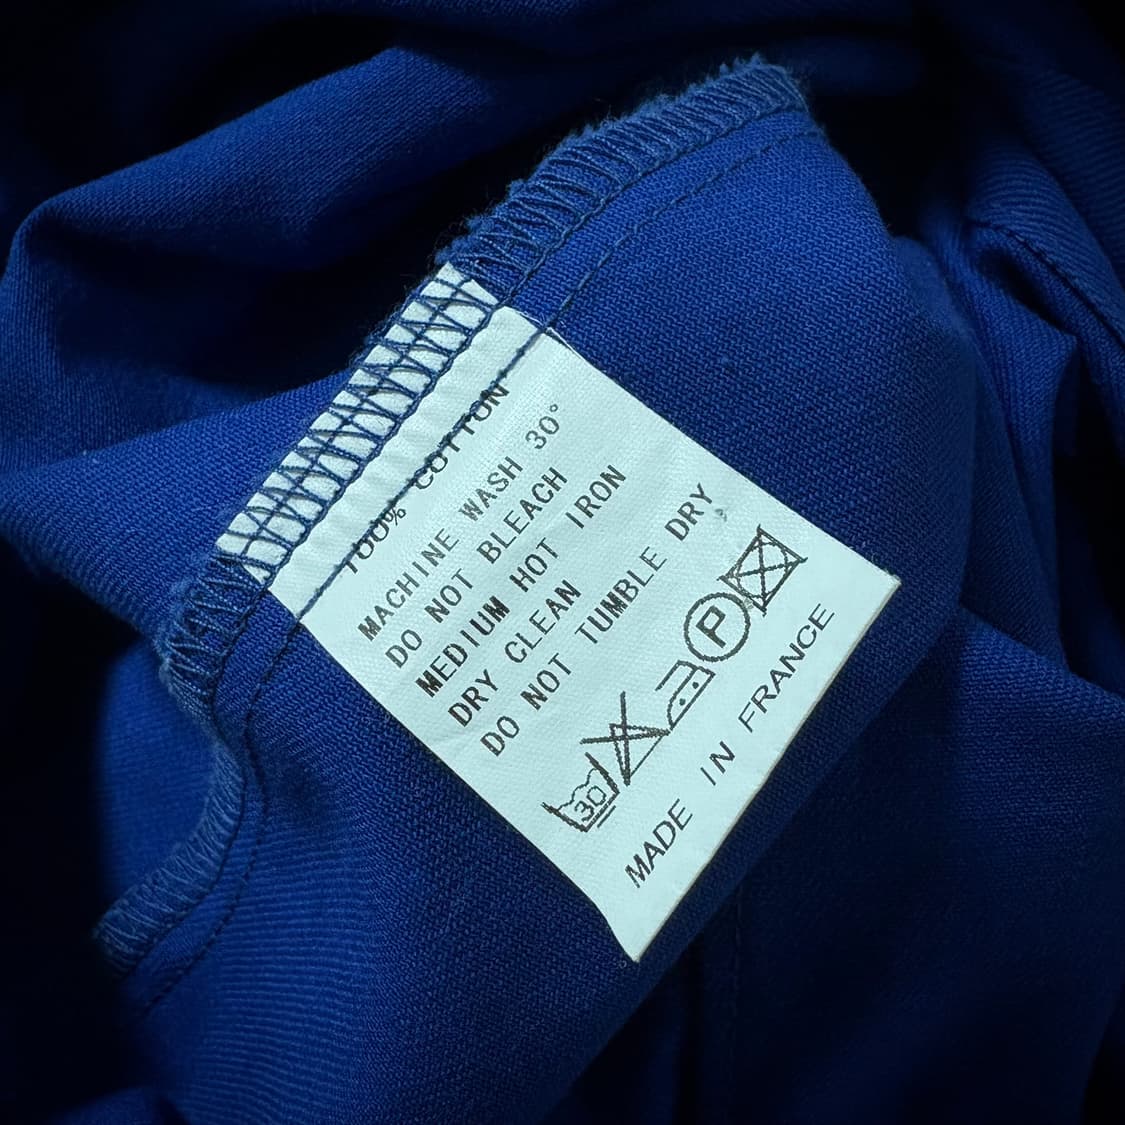 100% COTTON
MACHINE WASH 30°
DO NOT BLEACH
MEDIUM HOT IRON
DRY CLEAN
DO NOT TUMBLE DRY
30 P
MADE IN FRANCE